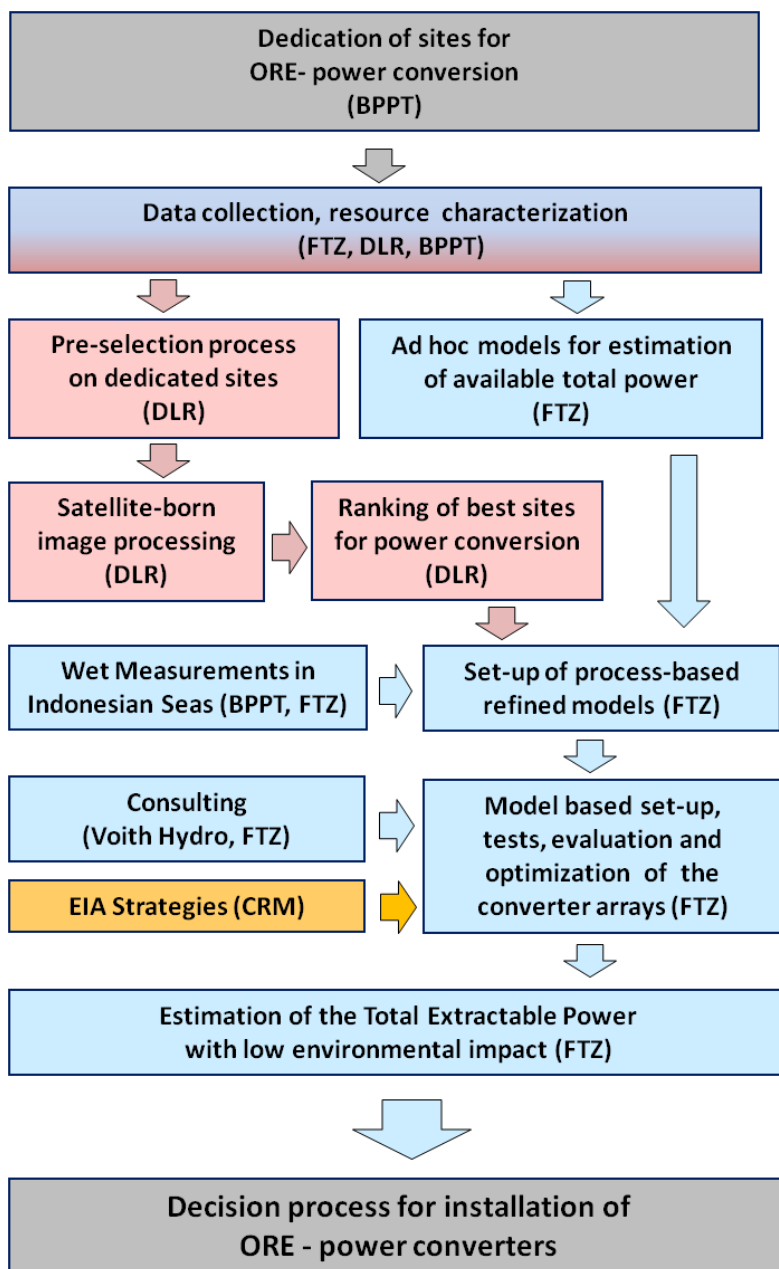 Dedication of sites for
ORE- power conversion
(BPPT)
Data collection, resource characterization
(FTZ, DLR, BPPT)
Pre-selection process
on dedicated sites
(DLR)
Ad hoc models for estimation
of available total power
(FTZ)
Satellite-born
image processing
(DLR)
Ranking of best sites
for power conversion
(DLR)
Wet Measurements in
Indonesian Seas (BPPT, FTZ)
Set-up of process-based
refined models (FTZ)
Consulting
(Voith Hydro, FTZ)
EIA Strategies (CRM)
Model based set-up,
tests, evaluation and
optimization of the
converter arrays (FTZ)
Estimation of the Total Extractable Power
with low environmental impact (FTZ)
Decision process for installation of
ORE - power converters